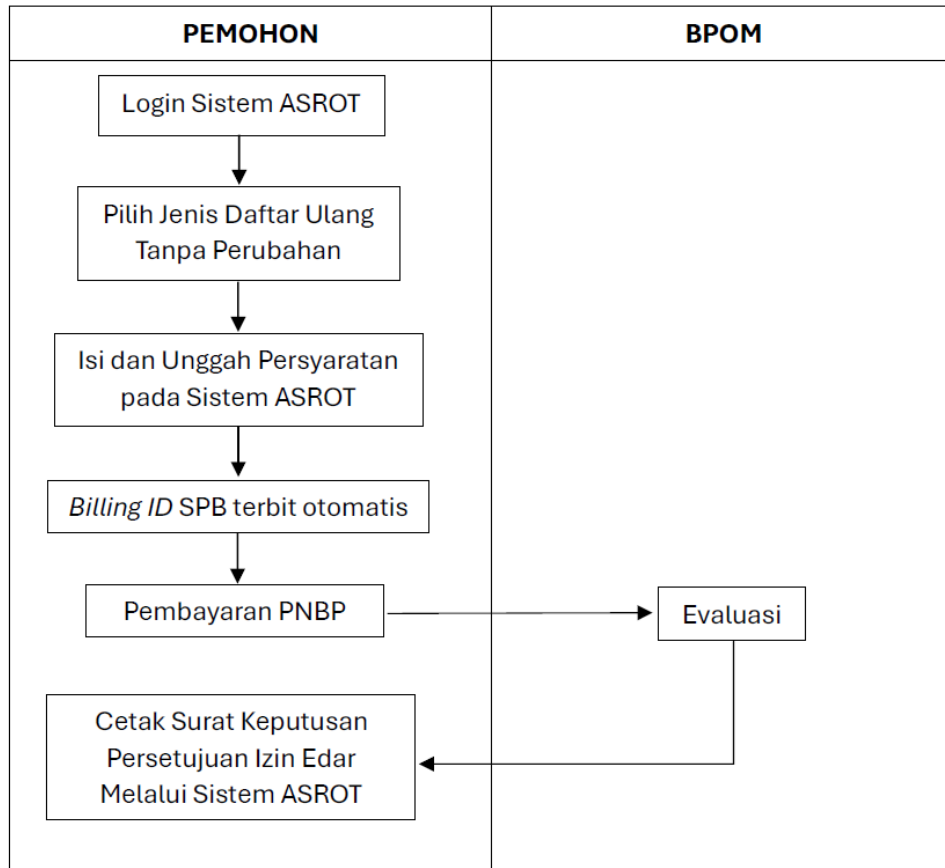 PEMOHON
BPOM
Login Sistem ASROT
Pilih Jenis Daftar Ulang
Tanpa Perubahan
Isi dan Unggah Persyaratan
pada Sistem ASROT
Billing ID SPB terbit otomatis
Pembayaran PNBP
Evaluasi
Cetak Surat Keputusan
Persetujuan Izin Edar
Melalui Sistem ASROT